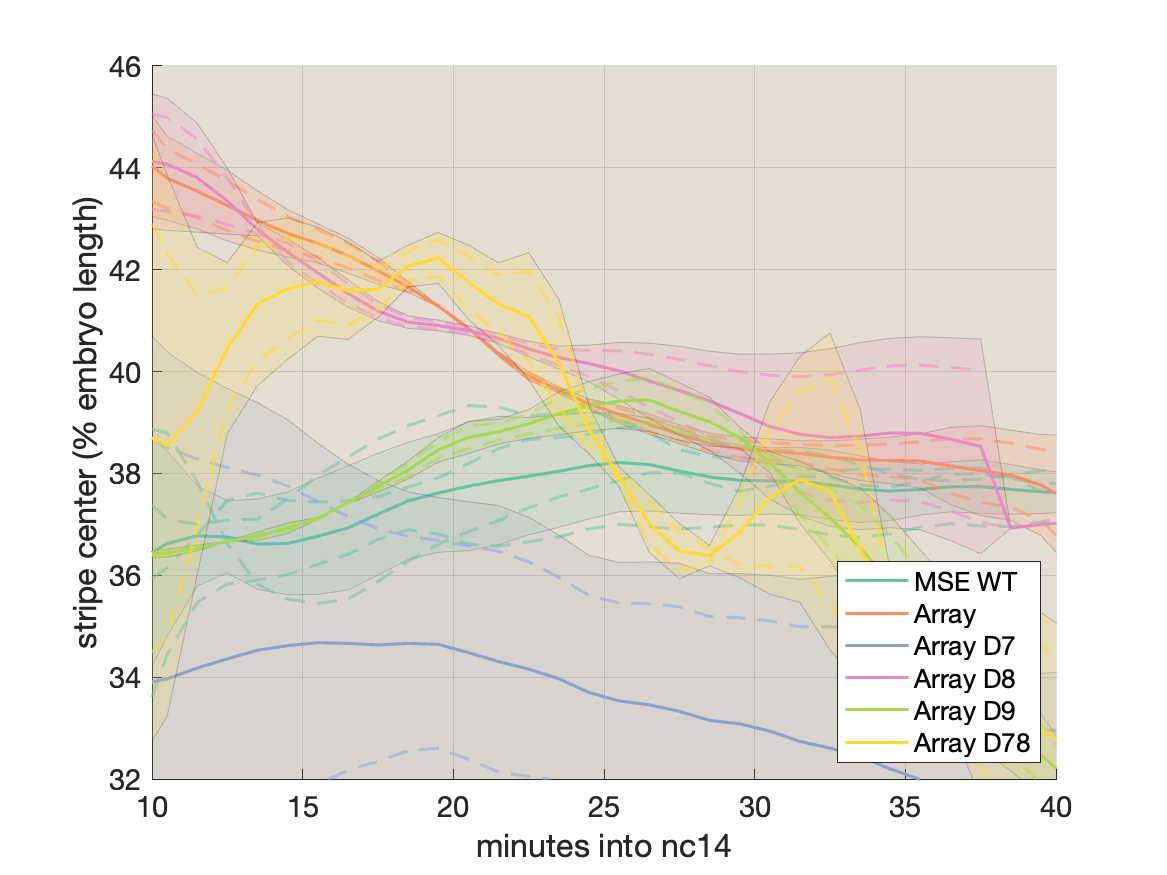 46
44
42
40
38
36
34
32
stripe center (% embryo length)
10 15 20 25 30 35 40
minutes into nc14
MSE WT
Array
Array D7
Array D8
Array D9
Array D78